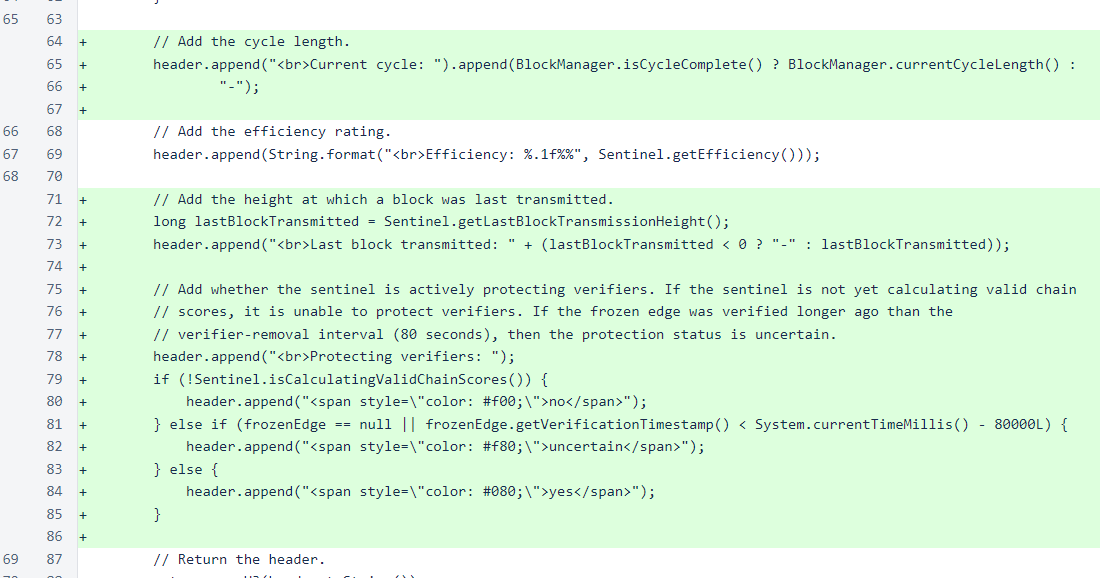 65 63
64 + // Add the cycle length.
65 + header.append("<br>Current cycle: ").append(BlockManager.isCycleComplete() ? BlockManager.currentCycleLength() :
66 + "-");
67 +
66 68 // Add the efficiency rating.
67 69 header.append(String.format("<br>Efficiency: %.1f%%", Sentinel.getEfficiency()));
68 70
71 + // Add the height at which a block was last transmitted.
72 + long lastBlockTransmitted = Sentinel.getLastBlockTransmissionHeight();
73 + header.append("<br>Last block transmitted: " + (lastBlockTransmitted < 0 ? "-" : lastBlockTransmitted));
74 +
75 + // Add whether the sentinel is actively protecting verifiers. If the sentinel is not yet calculating valid chain
76 + // scores, it is unable to protect verifiers. If the frozen edge was verified longer ago than the
77 + // verifier-removal interval (80 seconds), then the protection status is uncertain.
78 + header.append("<br>Protecting verifiers: ");
79 + if (!Sentinel.isCalculatingValidChainScores()) {
80 + header.append("<span style=\"color: #f00;\">no</span>");
81 + } else if (frozenEdge == null || frozenEdge.getVerificationTimestamp() < System.currentTimeMillis() - 80000L) {
82 + header.append("<span style=\"color: #f80;\">uncertain</span>");
83 + } else {
84 + header.append("<span style=\"color: #080;\">yes</span>");
85 + }
86 +
69 87 // Return the header.